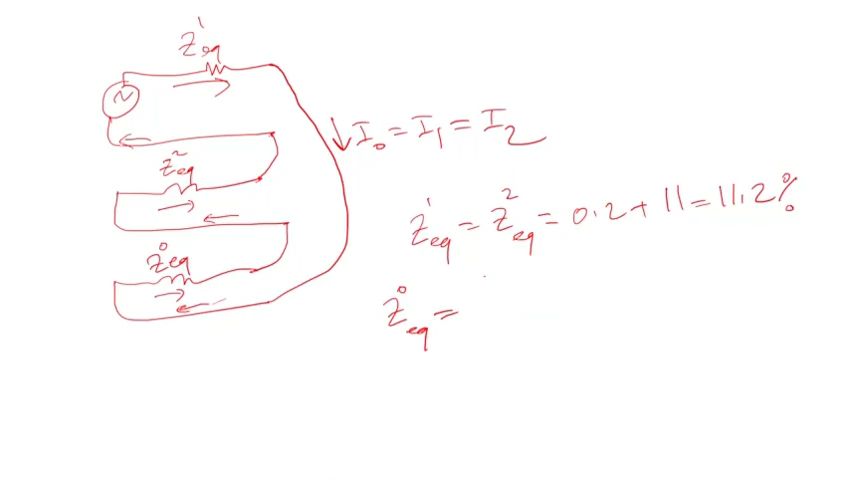 Z¹eq
I₀ = I₁ = I₂
Z²eq
Z¹eq = Z²eq = 0.2 + 11 = 11.2%
Z⁰eq
Z⁰eq =